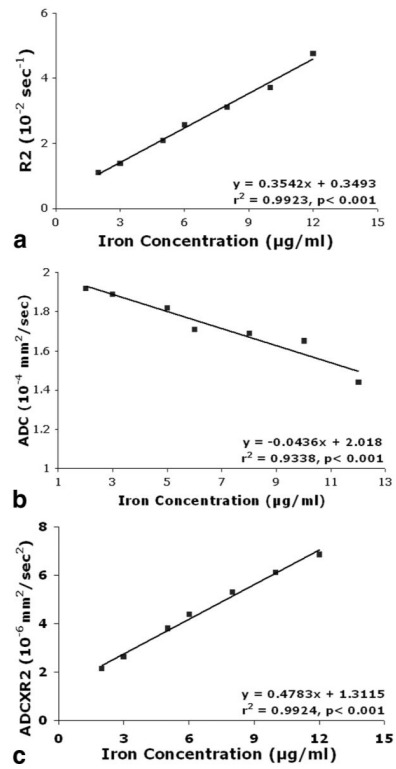 R2 (10⁻² sec⁻¹)
6
4
2
0
0 3 6 9 12 15
y = 0.3542x + 0.3493
r² = 0.9923, p< 0.001
a
Iron Concentration (µg/ml)
ADC (10⁻⁴ mm²/sec)
2
1.8
1.6
1.4
1.2
1
1 3 5 7 9 11 13
y = -0.0436x + 2.018
r² = 0.9338, p< 0.001
b
Iron Concentration (µg/ml)
ADCXR2 (10⁻⁶ mm²/sec²)
8
6
4
2
0
0 3 6 9 12 15
y = 0.4783x + 1.3115
r² = 0.9924, p< 0.001
c
Iron Concentration (µg/ml)